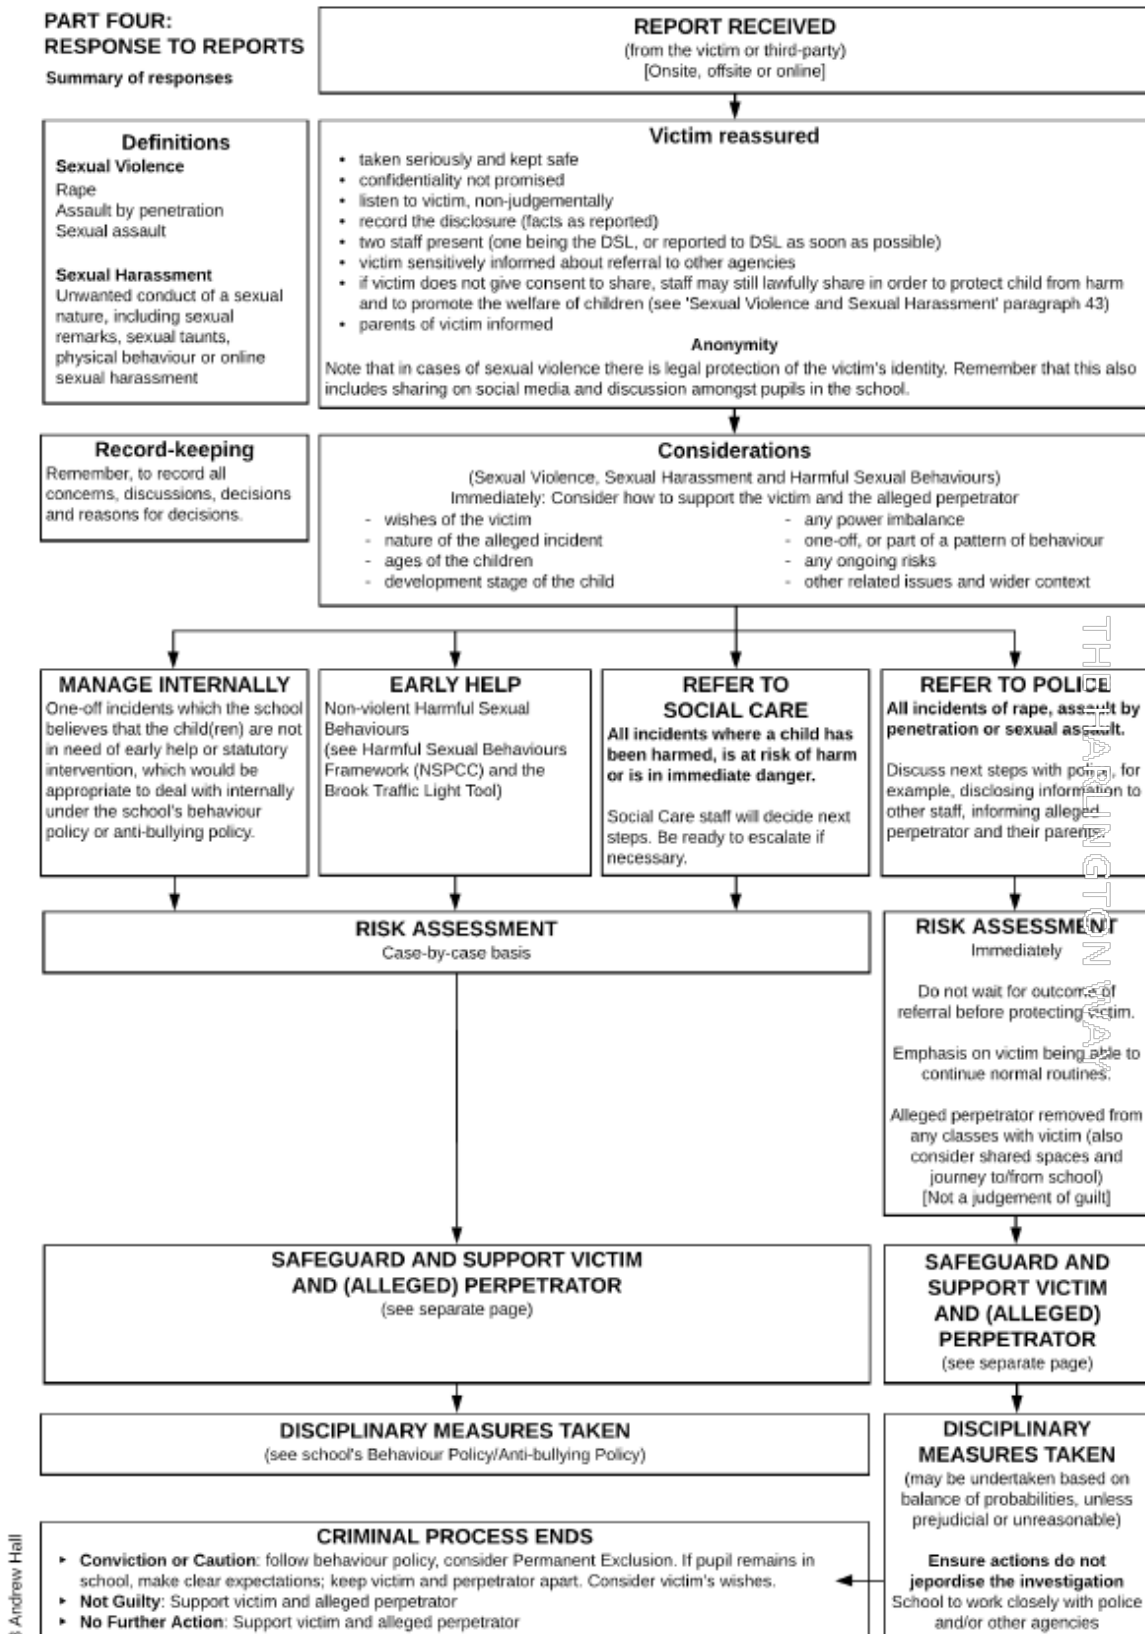 PART FOUR:
RESPONSE TO REPORTS
Summary of responses
REPORT RECEIVED
(from the victim or third-party)
[Onsite, offsite or online]
Definitions
Sexual Violence
Rape
Assault by penetration
Sexual assault
Sexual Harassment
Unwanted conduct of a sexual
nature, including sexual
remarks, sexual taunts,
physical behaviour or online
sexual harassment
Victim reassured
• taken seriously and kept safe
• confidentiality not promised
• listen to victim, non-judgementally
• record the disclosure (facts as reported)
• two staff present (one being the DSL, or reported to DSL as soon as possible)
• victim sensitively informed about referral to other agencies
• if victim does not give consent to share, staff may still lawfully share in order to protect child from harm
and to promote the welfare of children (see 'Sexual Violence and Sexual Harassment' paragraph 43)
• parents of victim informed
Anonymity
Note that in cases of sexual violence there is legal protection of the victim's identity. Remember that this also
includes sharing on social media and discussion amongst pupils in the school.
Record-keeping
Remember, to record all
concerns, discussions, decisions
and reasons for decisions.
Considerations
(Sexual Violence, Sexual Harassment and Harmful Sexual Behaviours)
Immediately: Consider how to support the victim and the alleged perpetrator
- wishes of the victim
- nature of the alleged incident
- ages of the children
- development stage of the child
- any power imbalance
- one-off, or part of a pattern of behaviour
- any ongoing risks
- other related issues and wider context
MANAGE INTERNALLY
One-off incidents which the school
believes that the child(ren) are not
in need of early help or statutory
intervention, which would be
appropriate to deal with internally
under the school's behaviour
policy or anti-bullying policy.
EARLY HELP
Non-violent Harmful Sexual
Behaviours
(see Harmful Sexual Behaviours
Framework (NSPCC) and the
Brook Traffic Light Tool)
REFER TO
SOCIAL CARE
All incidents where a child has
been harmed, is at risk of harm
or is in immediate danger.
Social Care staff will decide next
steps. Be ready to escalate if
necessary.
REFER TO POLICE
All incidents of rape, assault by
penetration or sexual assault.
Discuss next steps with police, for
example, disclosing information to
other staff, informing alleged
perpetrator and their parents.
THE HARLINGTON WAY
RISK ASSESSMENT
Case-by-case basis
RISK ASSESSMENT
Immediately
Do not wait for outcome of
referral before protecting victim.
Emphasis on victim being able to
continue normal routines.
Alleged perpetrator removed from
any classes with victim (also
consider shared spaces and
journey to/from school)
[Not a judgement of guilt]
SAFEGUARD AND SUPPORT VICTIM
AND (ALLEGED) PERPETRATOR
(see separate page)
SAFEGUARD AND
SUPPORT VICTIM
AND (ALLEGED)
PERPETRATOR
(see separate page)
DISCIPLINARY MEASURES TAKEN
(see school's Behaviour Policy/Anti-bullying Policy)
DISCIPLINARY
MEASURES TAKEN
(may be undertaken based on
balance of probabilities, unless
prejudicial or unreasonable)
Ensure actions do not
jepordise the investigation
School to work closely with police
and/or other agencies
CRIMINAL PROCESS ENDS
‣ Conviction or Caution: follow behaviour policy, consider Permanent Exclusion. If pupil remains in
school, make clear expectations; keep victim and perpetrator apart. Consider victim's wishes.
‣ Not Guilty: Support victim and alleged perpetrator
‣ No Further Action: Support victim and alleged perpetrator
Andrew Hall